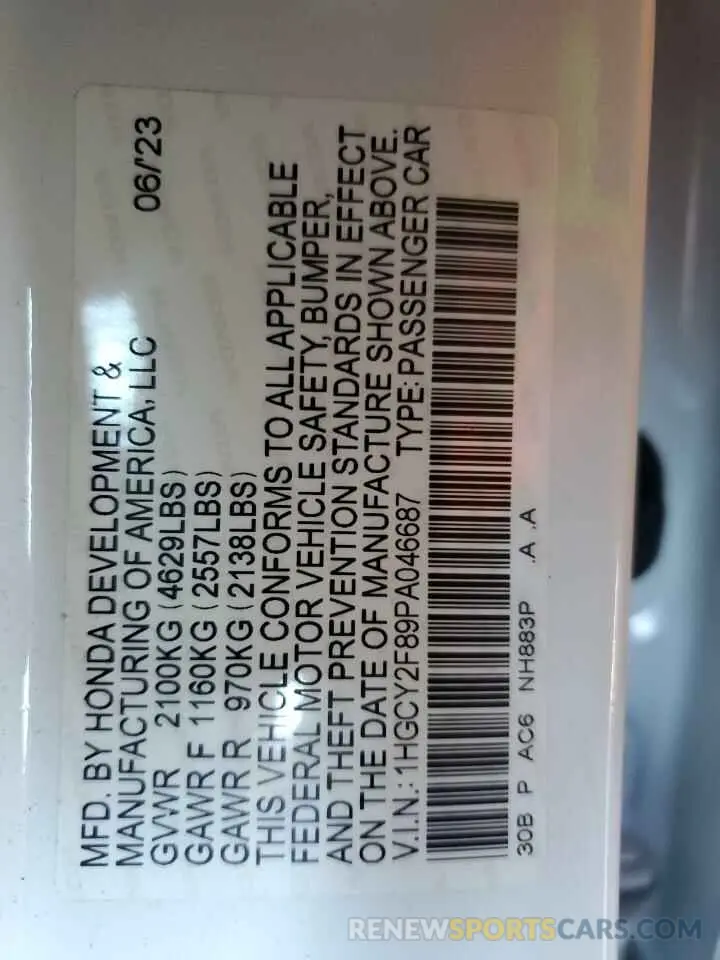 MFD. BY HONDA DEVELOPMENT &
MANUFACTURING OF AMERICA, LLC 06/'23
GVWR 2100KG (4629LBS)
GAWR F 1160KG (2557LBS)
GAWR R 970KG (2138LBS)
THIS VEHICLE CONFORMS TO ALL APPLICABLE
FEDERAL MOTOR VEHICLE SAFETY, BUMPER,
AND THEFT PREVENTION STANDARDS IN EFFECT
ON THE DATE OF MANUFACTURE SHOWN ABOVE.
V.I.N.: 1HGCY2F89PA046687 TYPE: PASSENGER CAR
30B P AC6 NH883P .A .A
RENEWSPORTSCARS.COM